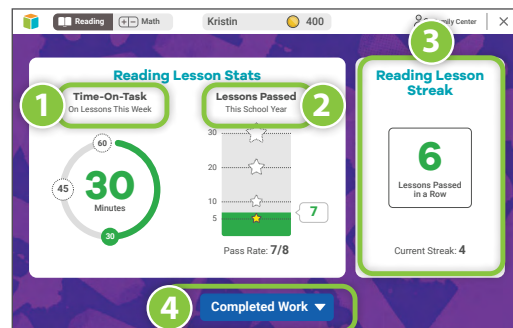 Reading
Math
Kristin
400
Family Center
Reading Lesson Stats
1
Time-On-Task
On Lessons This Week
60
45
30
Minutes
30
Lessons Passed
This School Year
2
30
20
10
5
7
Pass Rate: 7/8
3
Reading Lesson
Streak
6
Lessons Passed
in a Row
Current Streak: 4
4
Completed Work